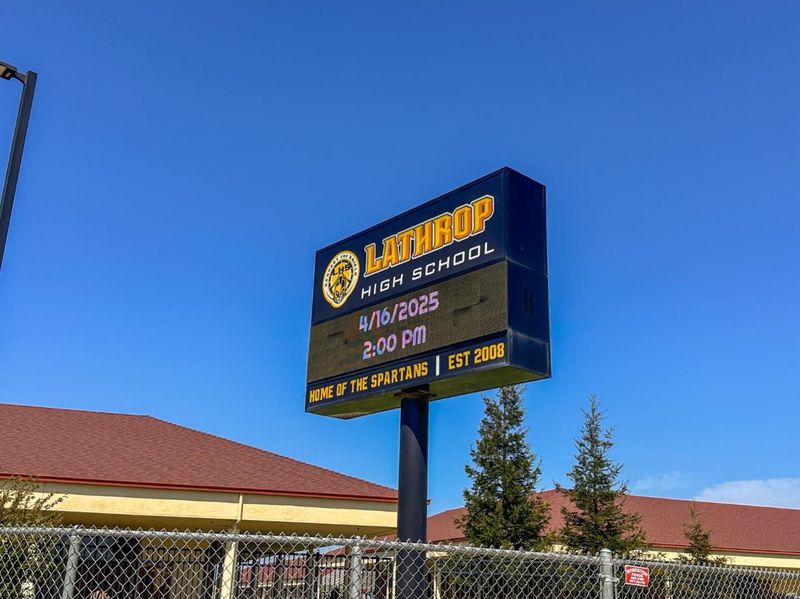 LATHROP
HIGH SCHOOL
4/16/2025
2:00 PM
HOME OF THE SPARTANS | EST 2008